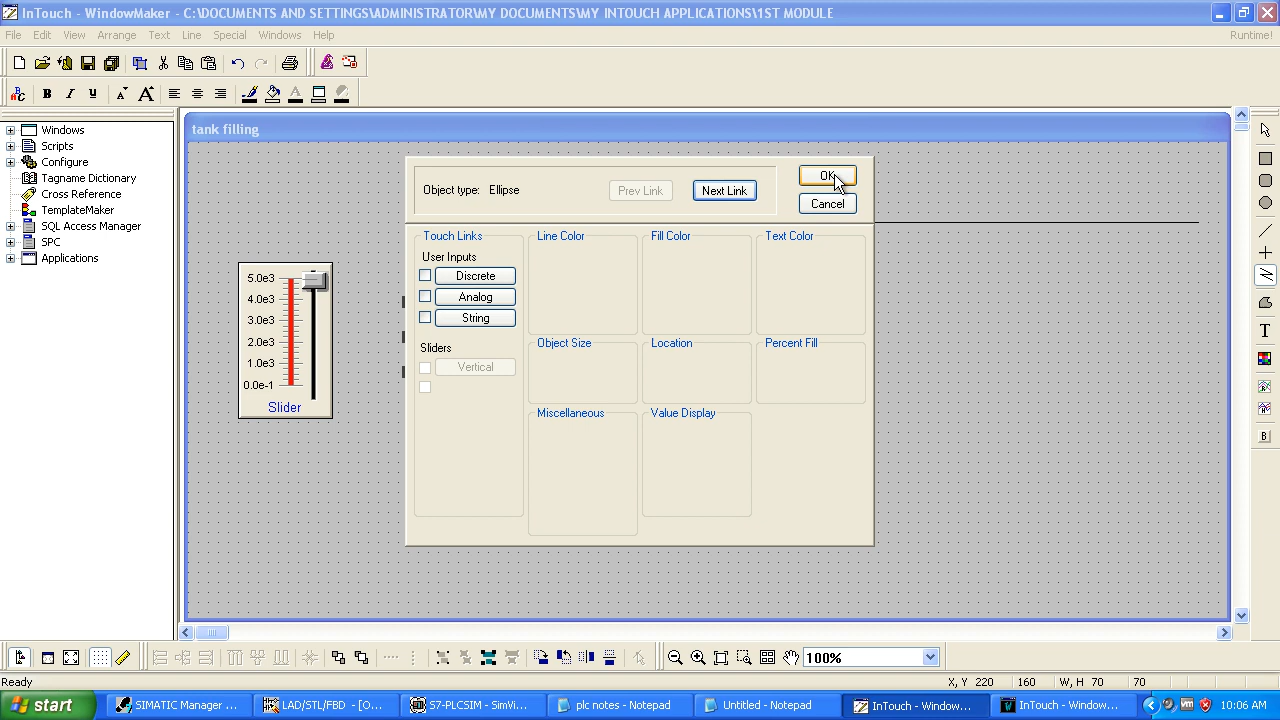 InTouch - WindowMaker - C:\DOCUMENTS AND SETTINGS\ADMINISTRATOR\MY DOCUMENTS\MY INTOUCH APPLICATIONS\1ST MODULE
File Edit View Arrange Text Line Special Windows Help Runtime!
Windows
Scripts
Configure
Tagname Dictionary
Cross Reference
TemplateMaker
SQL Access Manager
SPC
Applications
tank filling
5.0e3
4.0e3
3.0e3
2.0e3
1.0e3
0.0e-1
Slider
Object type: Ellipse
Prev Link
Next Link
OK
Cancel
Touch Links
User Inputs
Discrete
Analog
String
Sliders
Vertical
Line Color
Fill Color
Text Color
Object Size
Location
Percent Fill
Miscellaneous
Value Display
100%
Ready
X, Y 220 160 W, H 70 70
start
SIMATIC Manager ...
LAD/STL/FBD - [O...
S7-PLCSIM - SimVi...
plc notes - Notepad
Untitled - Notepad
InTouch - Window...
InTouch - Window...
10:06 AM